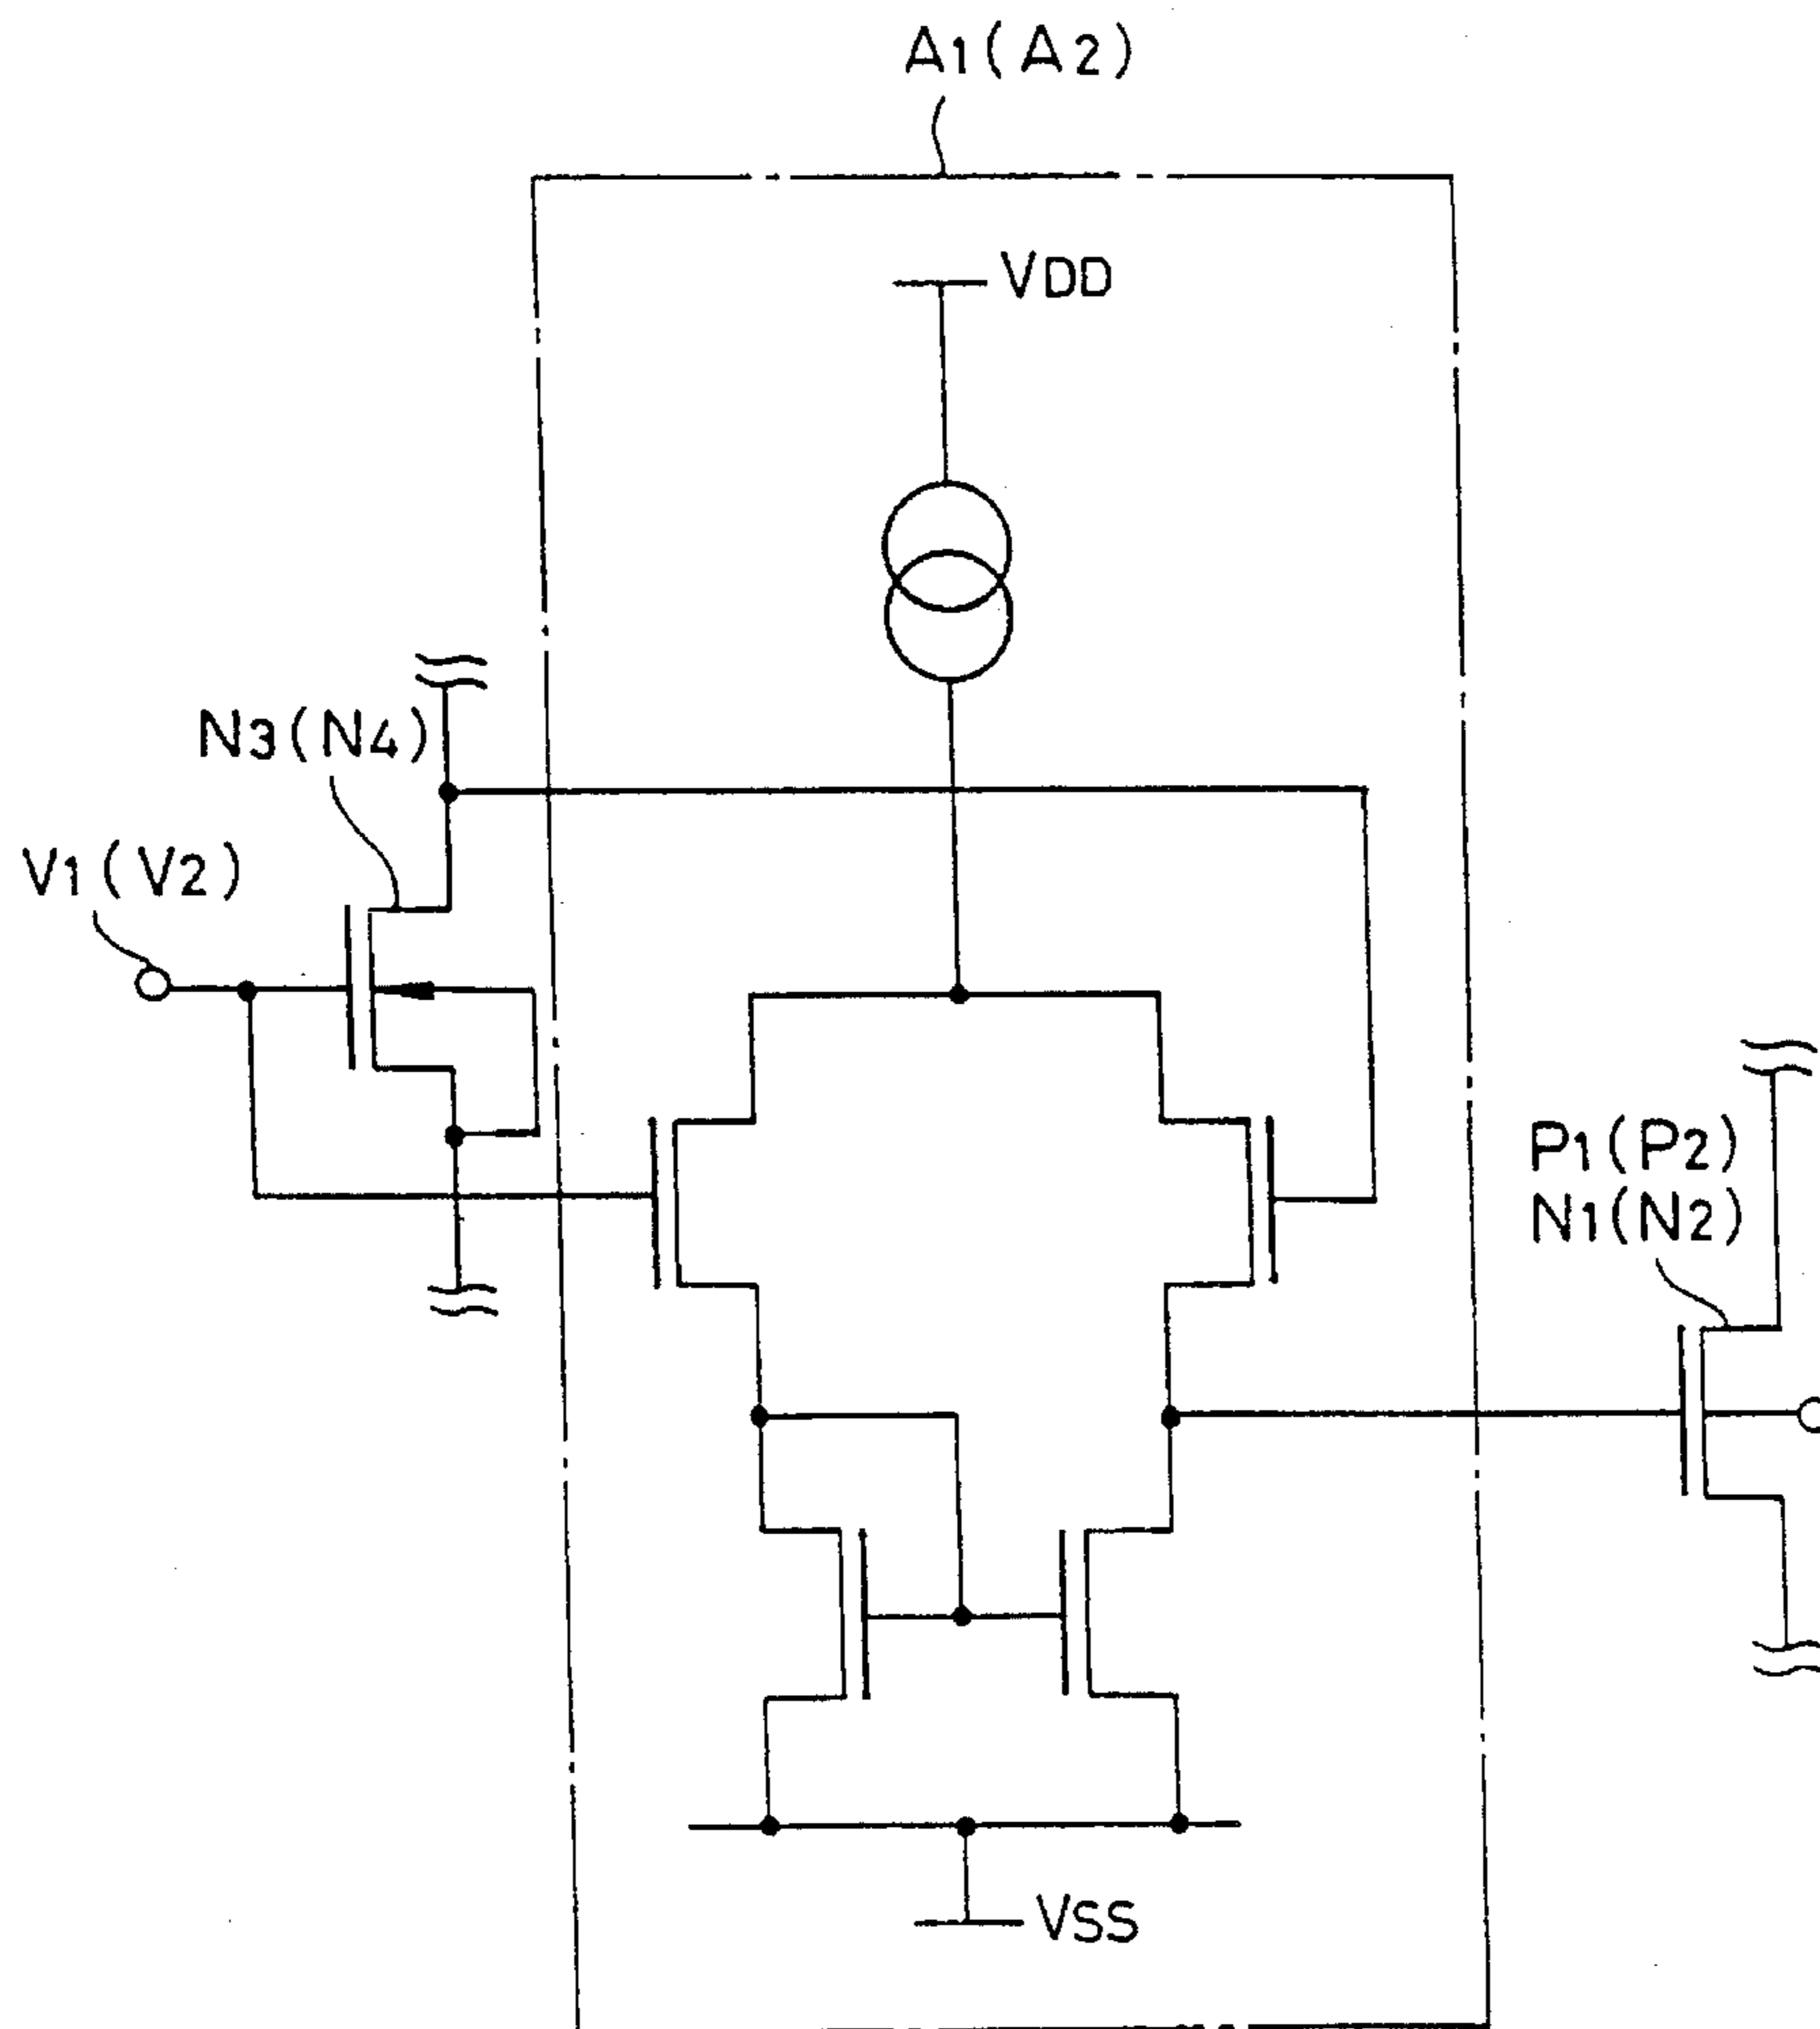 A1(A2)
VDD
N3(N4)
V1(V2)
P1(P2)
N1(N2)
VSS